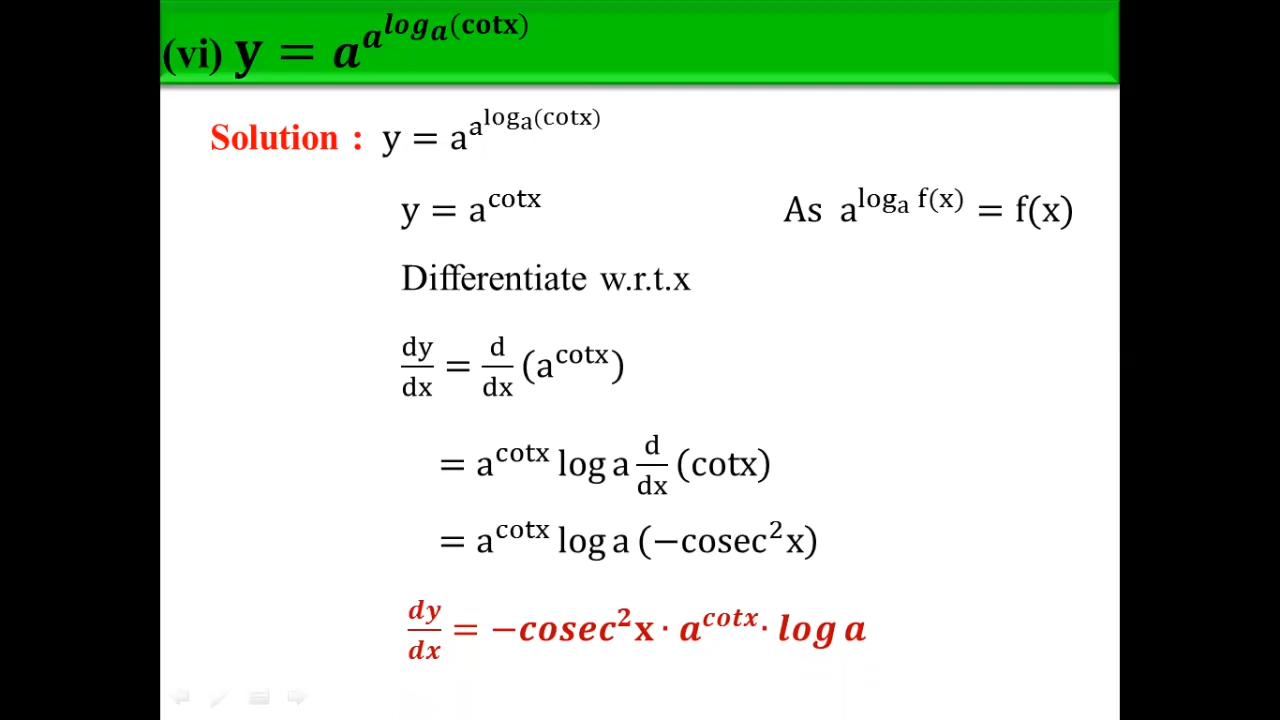 (vi) y = a^{a^{log_a(cotx)}}
Solution : y = a^{a^{log_a(cotx)}}
y = a^{cotx} As a^{log_a f(x)} = f(x)
Differentiate w.r.t.x
dy/dx = d/dx (a^{cotx})
= a^{cotx} log a d/dx (cotx)
= a^{cotx} log a (−cosec²x)
dy/dx = −cosec²x · a^{cotx} · log a